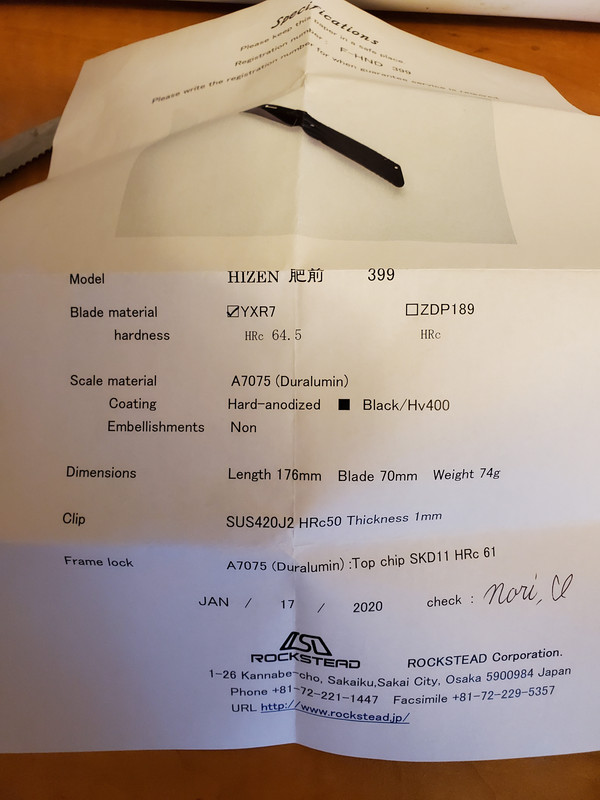 Specifications
Please keep this paper in a safe place
Registration number : F-HND 399
Please write the registration number for when guarantee service is required
Model HIZEN 肥前 399
Blade material ☑YXR7 ☐ZDP189
hardness HRc 64.5 HRc
Scale material A7075 (Duralumin)
Coating Hard-anodized ■ Black/Hv400
Embellishments Non
Dimensions Length 176mm Blade 70mm Weight 74g
Clip SUS420J2 HRc50 Thickness 1mm
Frame lock A7075 (Duralumin) :Top chip SKD11 HRc 61
JAN / 17 / 2020 check : Nori,
ROCKSTEAD ROCKSTEAD Corporation.
1-26 Kannabe-cho, Sakaiku,Sakai City, Osaka 5900984 Japan
Phone +81-72-221-1447 Facsimile +81-72-229-5357
URL http://www.rockstead.jp/